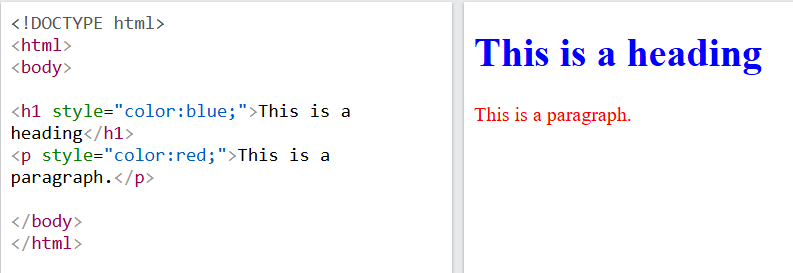 <!DOCTYPE html>
<html>
<body>
<h1 style="color:blue;">This is a
heading</h1>
<p style="color:red;">This is a
paragraph.</p>
</body>
</html>
This is a heading
This is a paragraph.